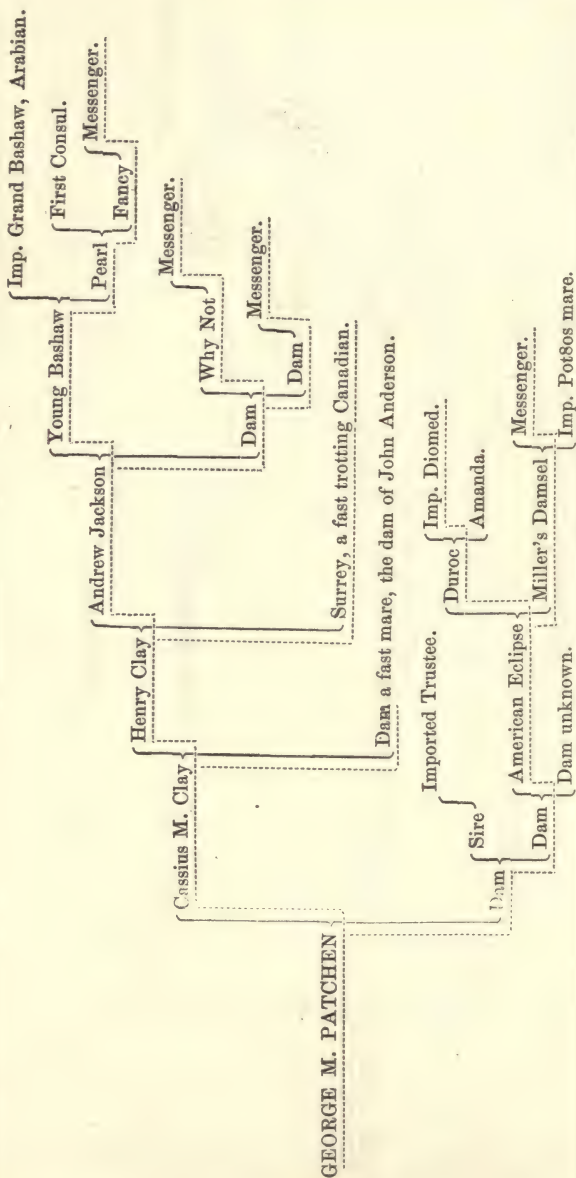 Imp. Grand Bashaw, Arabian.
Young Bashaw
First Consul.
Andrew Jackson
Pearl
Messenger.
Fancy
Henry Clay
Messenger.
Cassius M. Clay
Why Not
Dam
Messenger.
Dam
GEORGE M. PATCHEN
Surrey, a fast trotting Canadian.
Dam a fast mare, the dam of John Anderson.
Imported Trustee.
Imp. Diomed.
Duroc
Sire
Amanda.
Dam
American Eclipse
Messenger.
Dam
Miller's Damsel
Dam unknown.
Imp. Pot8os mare.